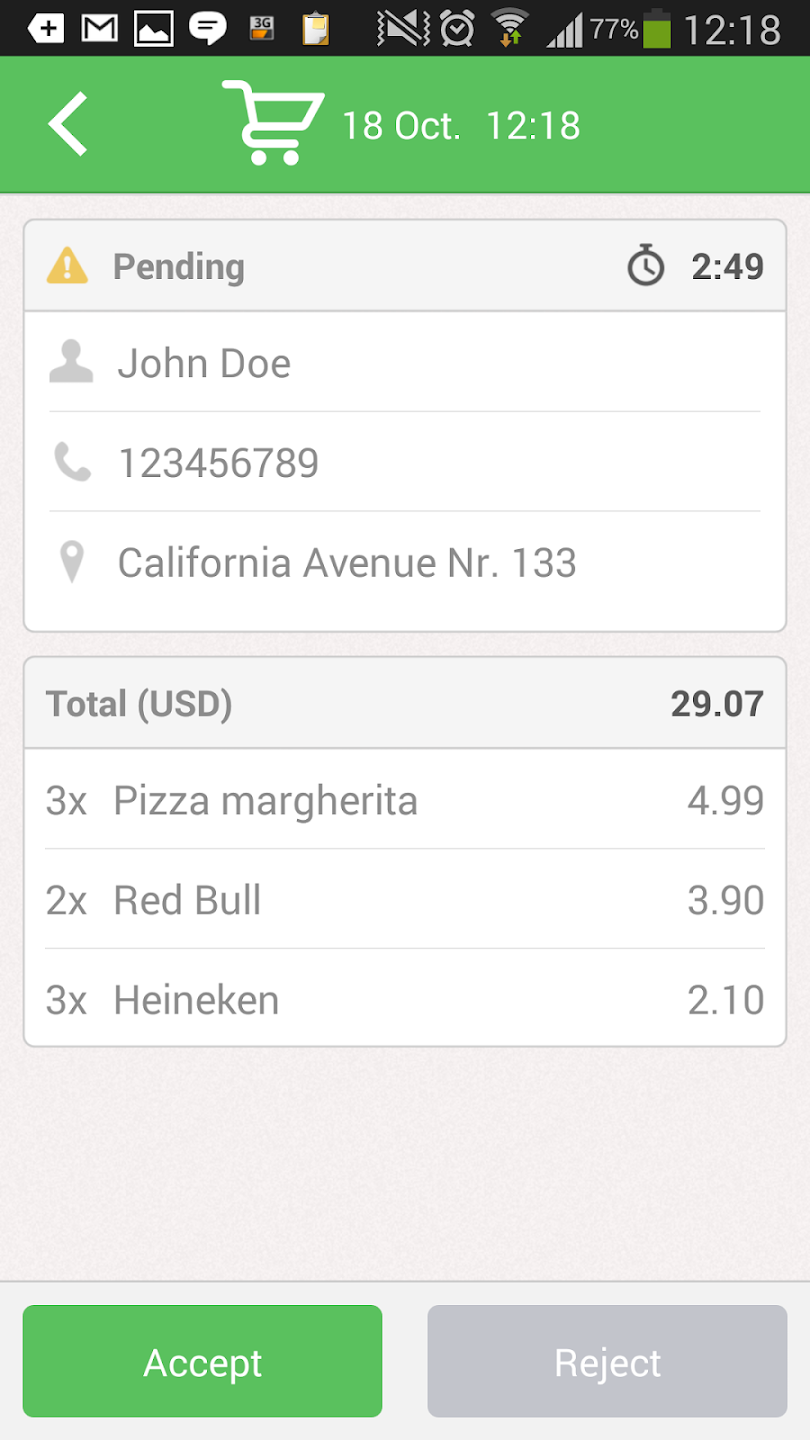 3G 77% 12:18
18 Oct. 12:18
Pending 2:49
John Doe
123456789
California Avenue Nr. 133
Total (USD) 29.07
3x Pizza margherita 4.99
2x Red Bull 3.90
3x Heineken 2.10
Accept Reject